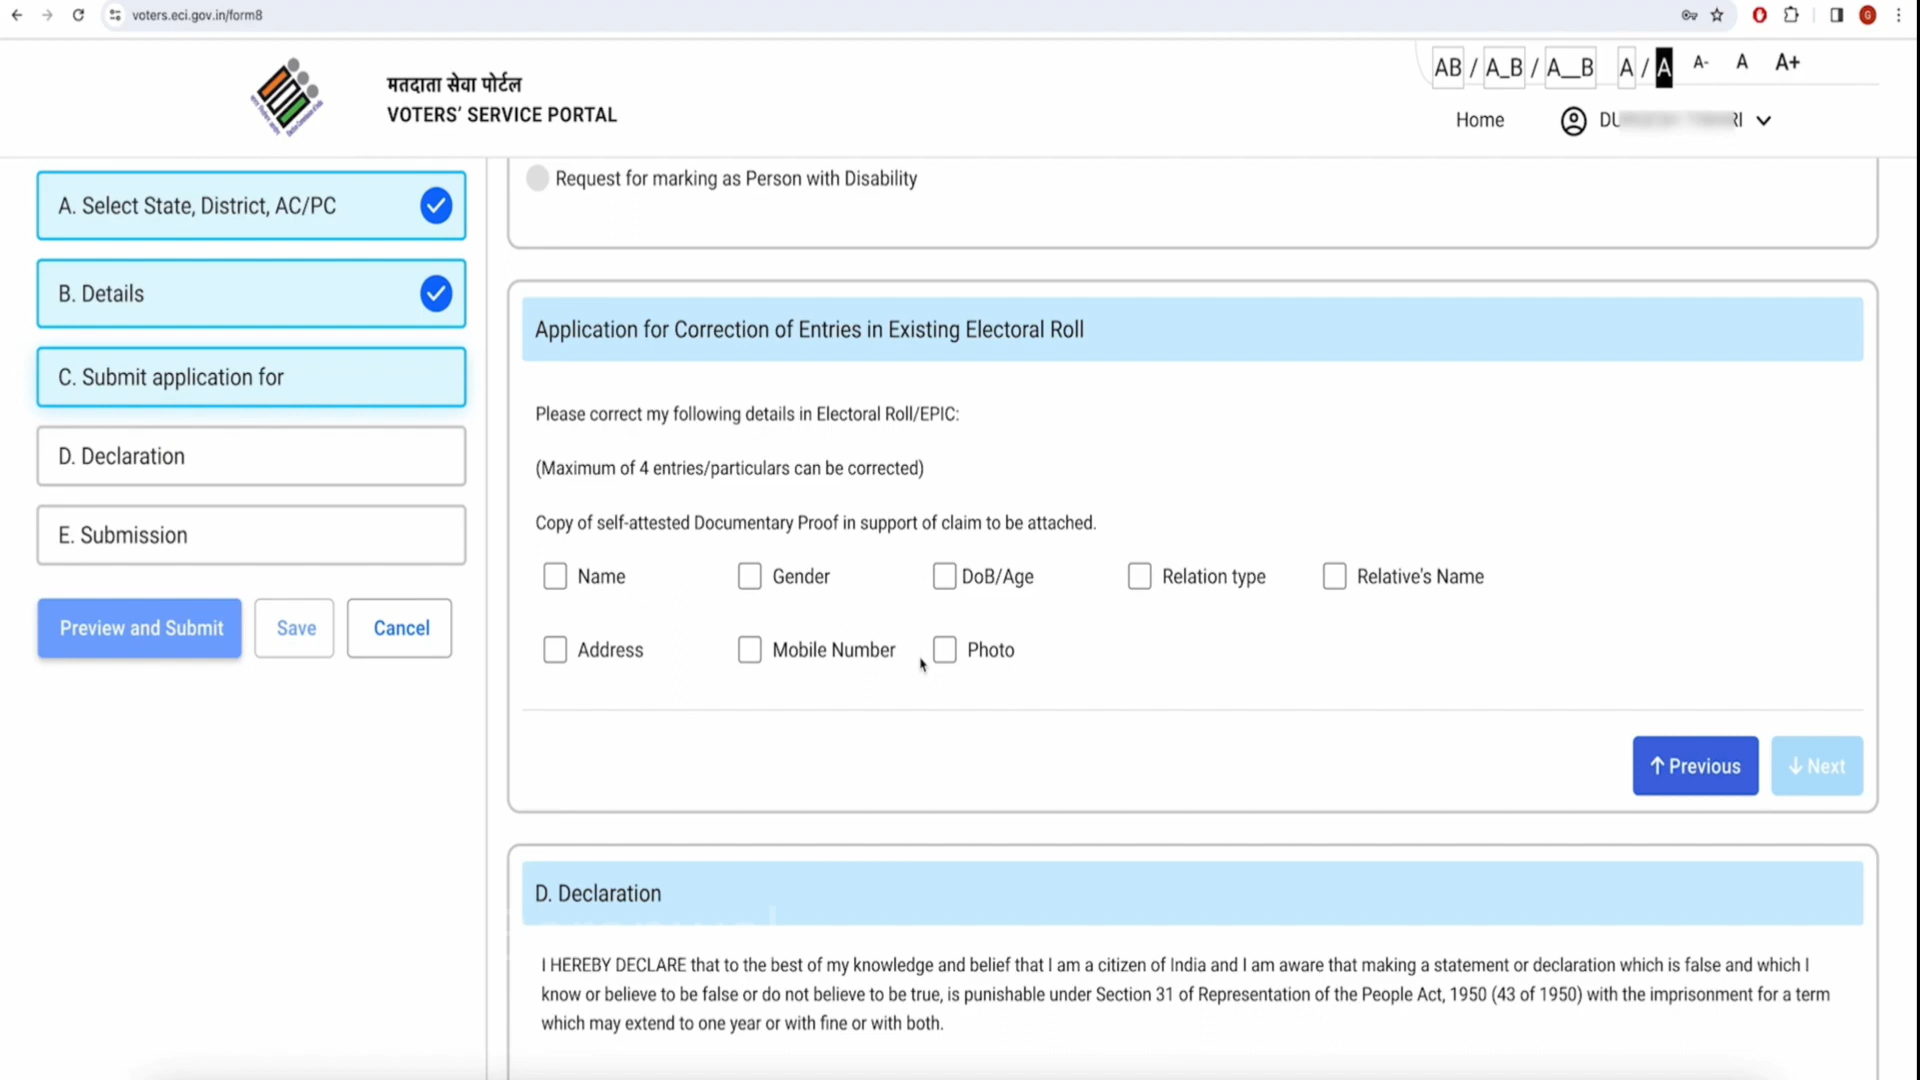 voters.eci.gov.in/form8
मतदाता सेवा पोर्टल
VOTERS' SERVICE PORTAL
AB / A_B / A__B A / A A- A A+
Home
A. Select State, District, AC/PC
B. Details
C. Submit application for
D. Declaration
E. Submission
Preview and Submit Save Cancel
Request for marking as Person with Disability
Application for Correction of Entries in Existing Electoral Roll
Please correct my following details in Electoral Roll/EPIC:
(Maximum of 4 entries/particulars can be corrected)
Copy of self-attested Documentary Proof in support of claim to be attached.
Name Gender DoB/Age Relation type Relative's Name
Address Mobile Number Photo
↑ Previous ↓ Next
D. Declaration
I HEREBY DECLARE that to the best of my knowledge and belief that I am a citizen of India and I am aware that making a statement or declaration which is false and which I
know or believe to be false or do not believe to be true, is punishable under Section 31 of Representation of the People Act, 1950 (43 of 1950) with the imprisonment for a term
which may extend to one year or with fine or with both.